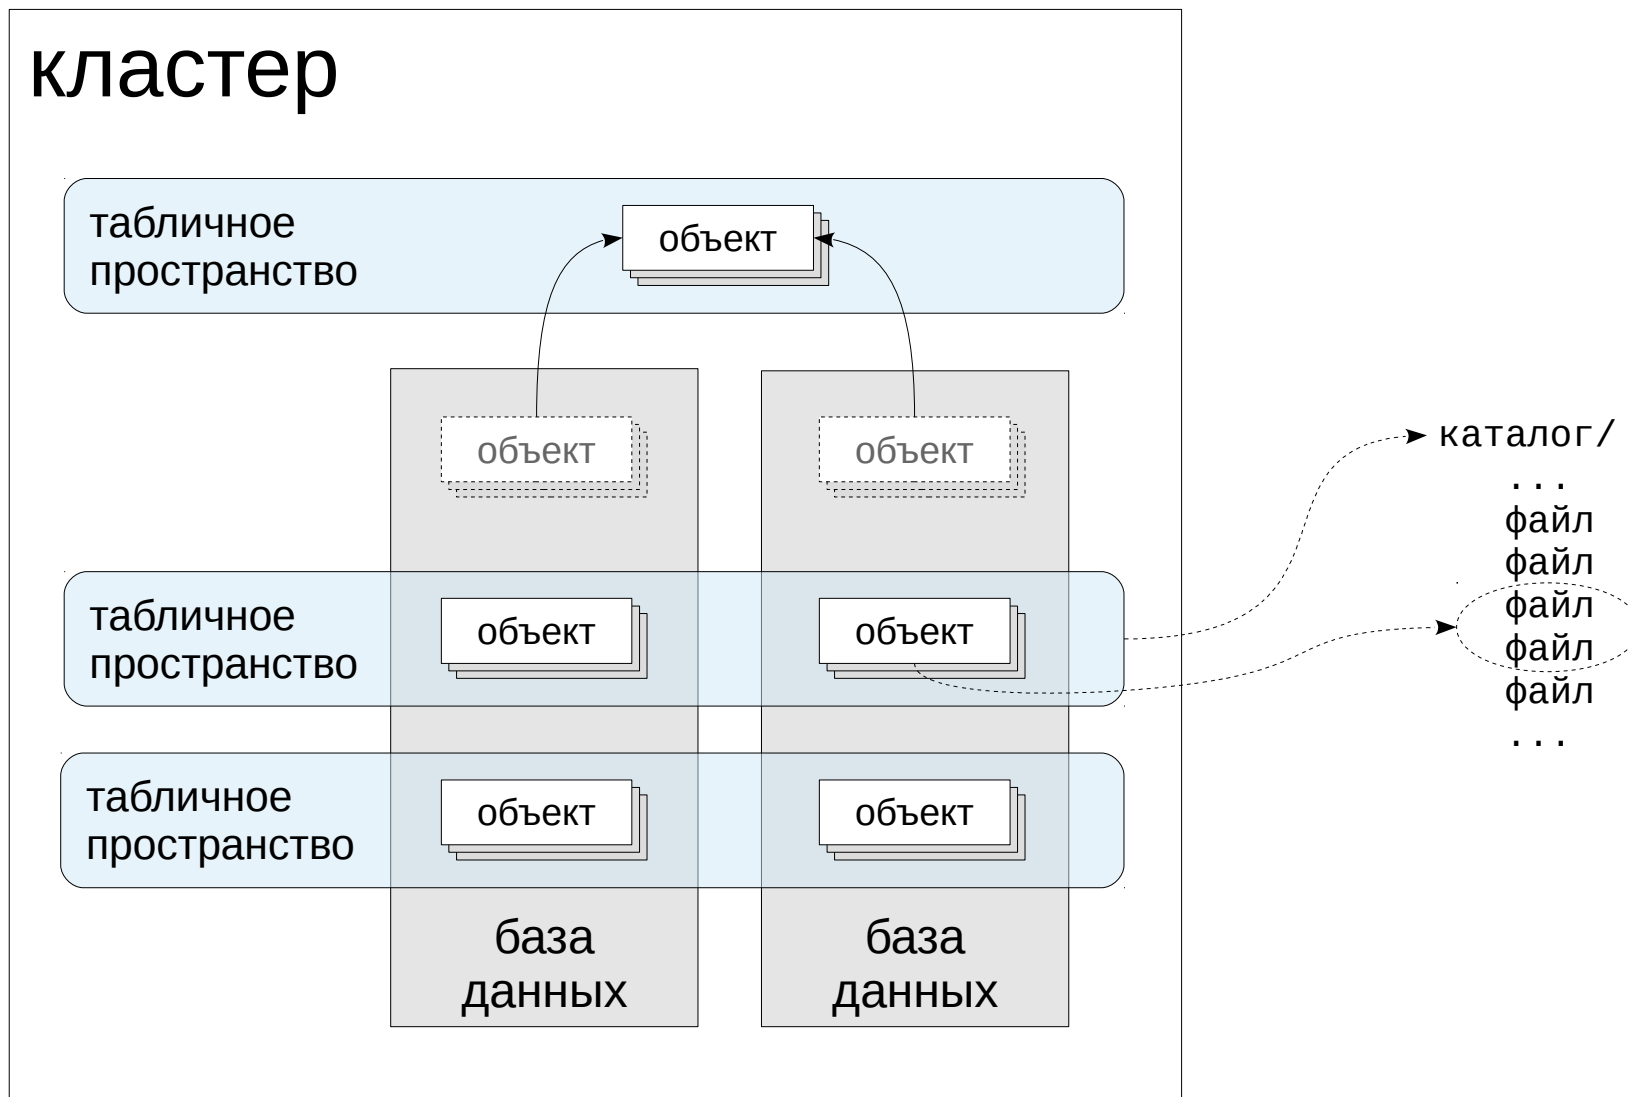 кластер
табличное
пространство
объект
объект
объект
каталог/
...
файл
файл
файл
файл
файл
...
табличное
пространство
объект
объект
табличное
пространство
объект
объект
база
данных
база
данных